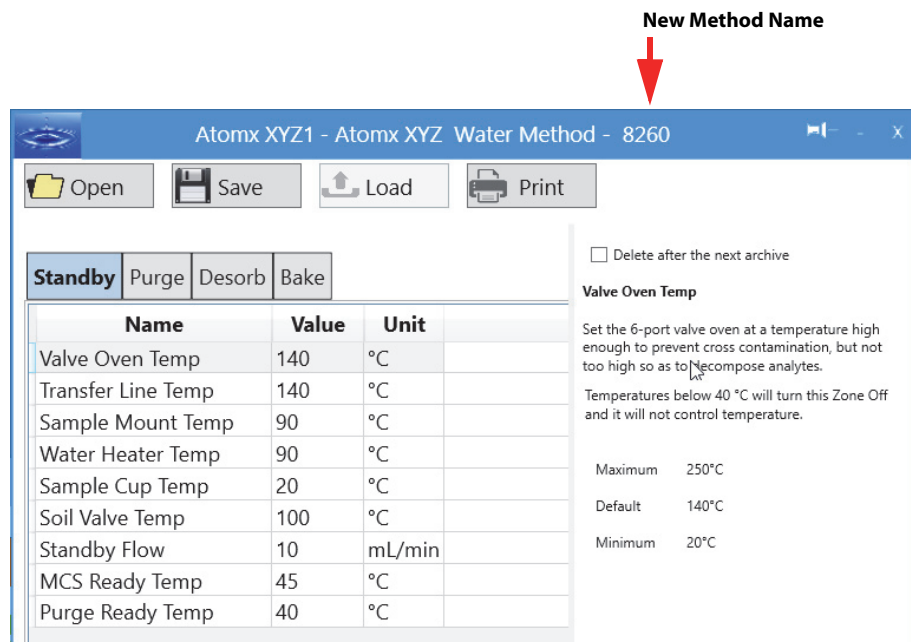 New Method Name
Atomx XYZ1 - Atomx XYZ Water Method - 8260
Open Save Load Print
Standby Purge Desorb Bake
Name Value Unit
Valve Oven Temp 140 °C
Transfer Line Temp 140 °C
Sample Mount Temp 90 °C
Water Heater Temp 90 °C
Sample Cup Temp 20 °C
Soil Valve Temp 100 °C
Standby Flow 10 mL/min
MCS Ready Temp 45 °C
Purge Ready Temp 40 °C
Delete after the next archive
Valve Oven Temp
Set the 6-port valve oven at a temperature high
enough to prevent cross contamination, but not
too high so as to decompose analytes.
Temperatures below 40 °C will turn this Zone Off
and it will not control temperature.
Maximum 250°C
Default 140°C
Minimum 20°C